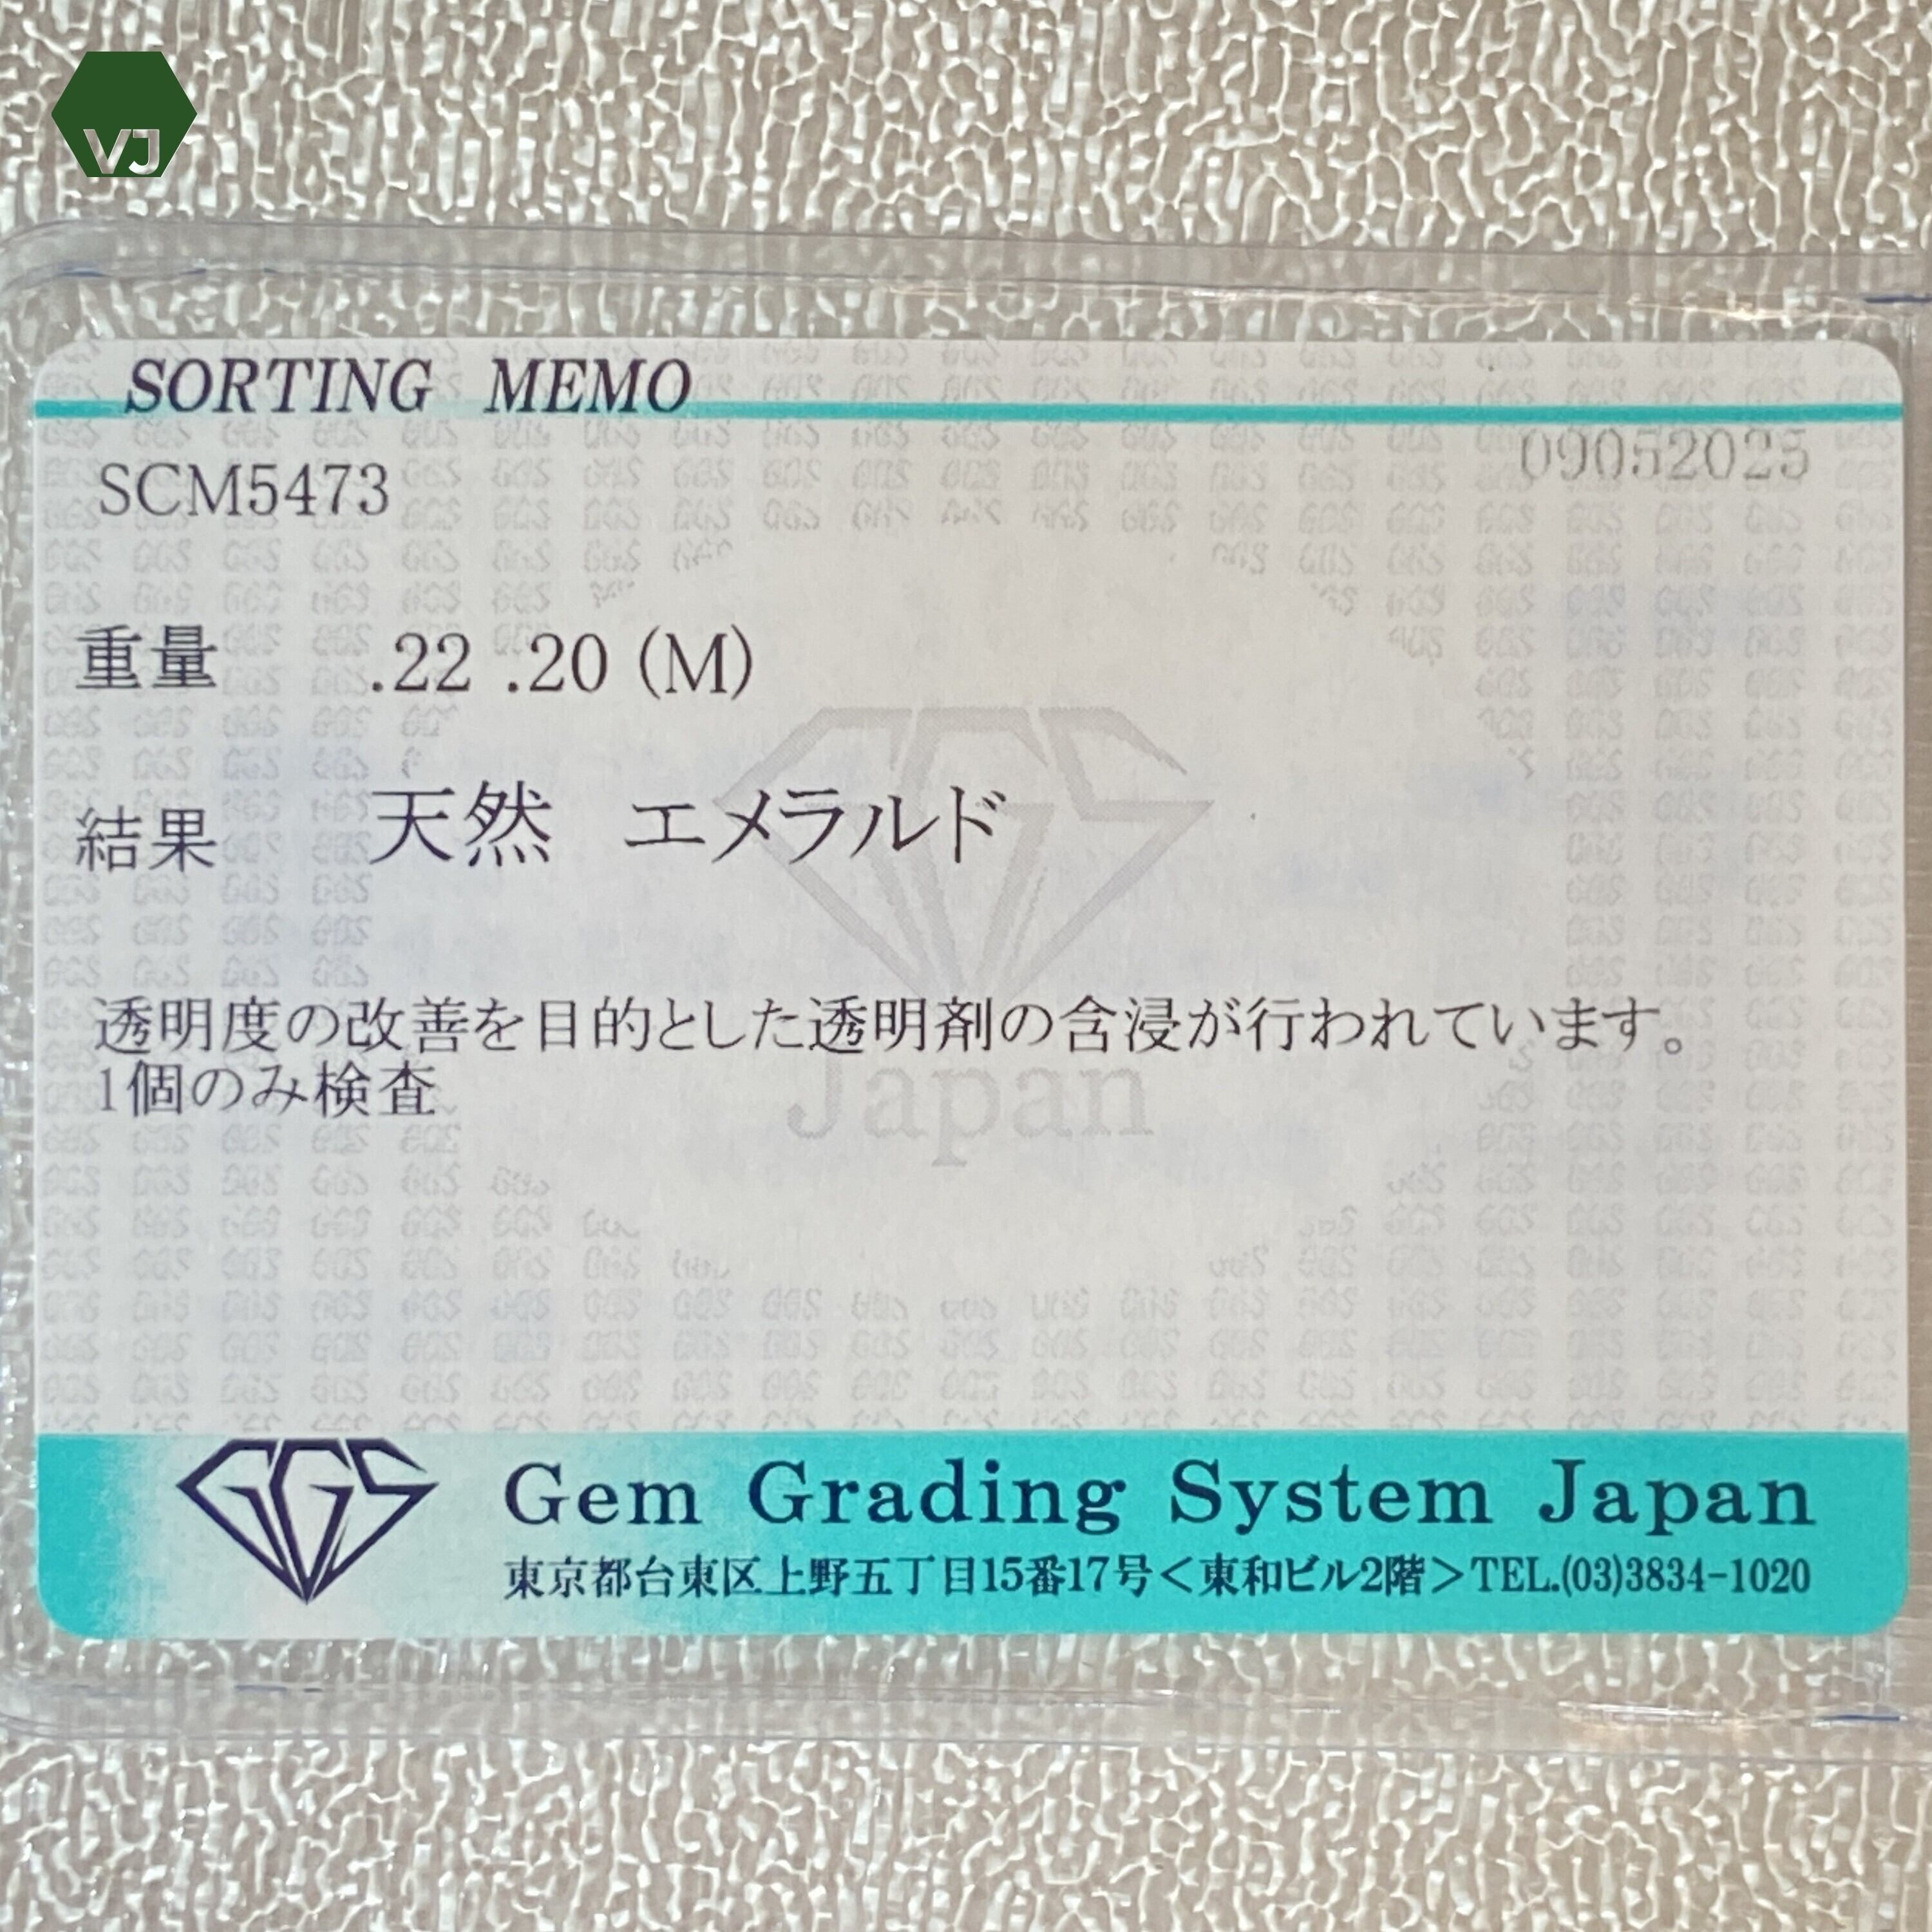 VJ
SORTING MEMO
09052025
SCM5473
重量 .22 .20 (M)
結果 天然 エメラルド
透明度の改善を目的とした透明剤の含浸が行われています。
1個のみ検査
GGS
Japan
GGS Gem Grading System Japan
東京都台東区上野五丁目15番17号<東和ビル2階>TEL.(03)3834-1020